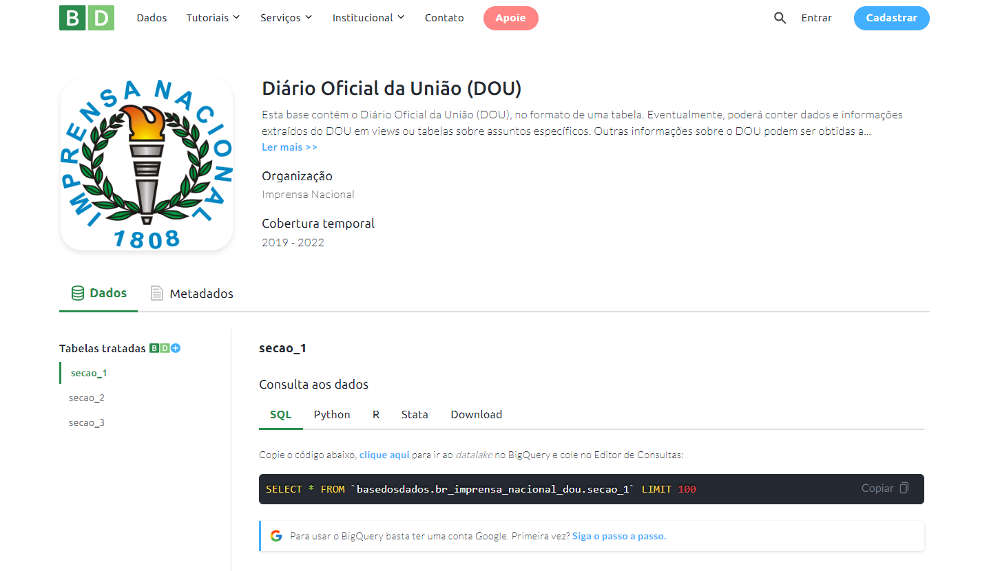 BD
Dados
Tutoriais
Serviços
Institucional
Contato
Apoie
Entrar
Cadastrar
IMPRENSA NACIONAL
1808
Diário Oficial da União (DOU)
Esta base contém o Diário Oficial da União (DOU), no formato de uma tabela. Eventualmente, poderá conter dados e informações
extraídos do DOU em views ou tabelas sobre assuntos específicos. Outras informações sobre o DOU podem ser obtidas a...
Ler mais >>
Organização
Imprensa Nacional
Cobertura temporal
2019 - 2022
Dados
Metadados
Tabelas tratadas BD+
secao_1
secao_2
secao_3
secao_1
Consulta aos dados
SQL
Python
R
Stata
Download
Copie o código abaixo, clique aqui para ir ao datalake no BigQuery e cole no Editor de Consultas:
SELECT * FROM `basedosdados.br_imprensa_nacional_dou.secao_1` LIMIT 100
Copiar
Para usar o BigQuery basta ter uma conta Google. Primeira vez? Siga o passo a passo.